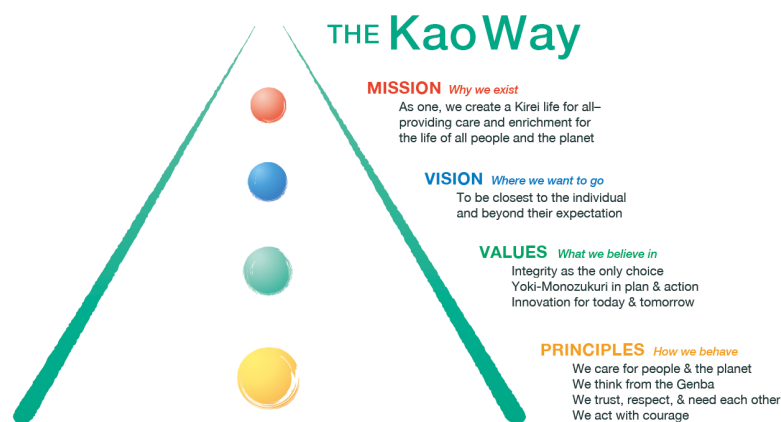 THE Kao Way
MISSION Why we exist
As one, we create a Kirei life for all–
providing care and enrichment for
the life of all people and the planet
VISION Where we want to go
To be closest to the individual
and beyond their expectation
VALUES What we believe in
Integrity as the only choice
Yoki-Monozukuri in plan & action
Innovation for today & tomorrow
PRINCIPLES How we behave
We care for people & the planet
We think from the Genba
We trust, respect, & need each other
We act with courage